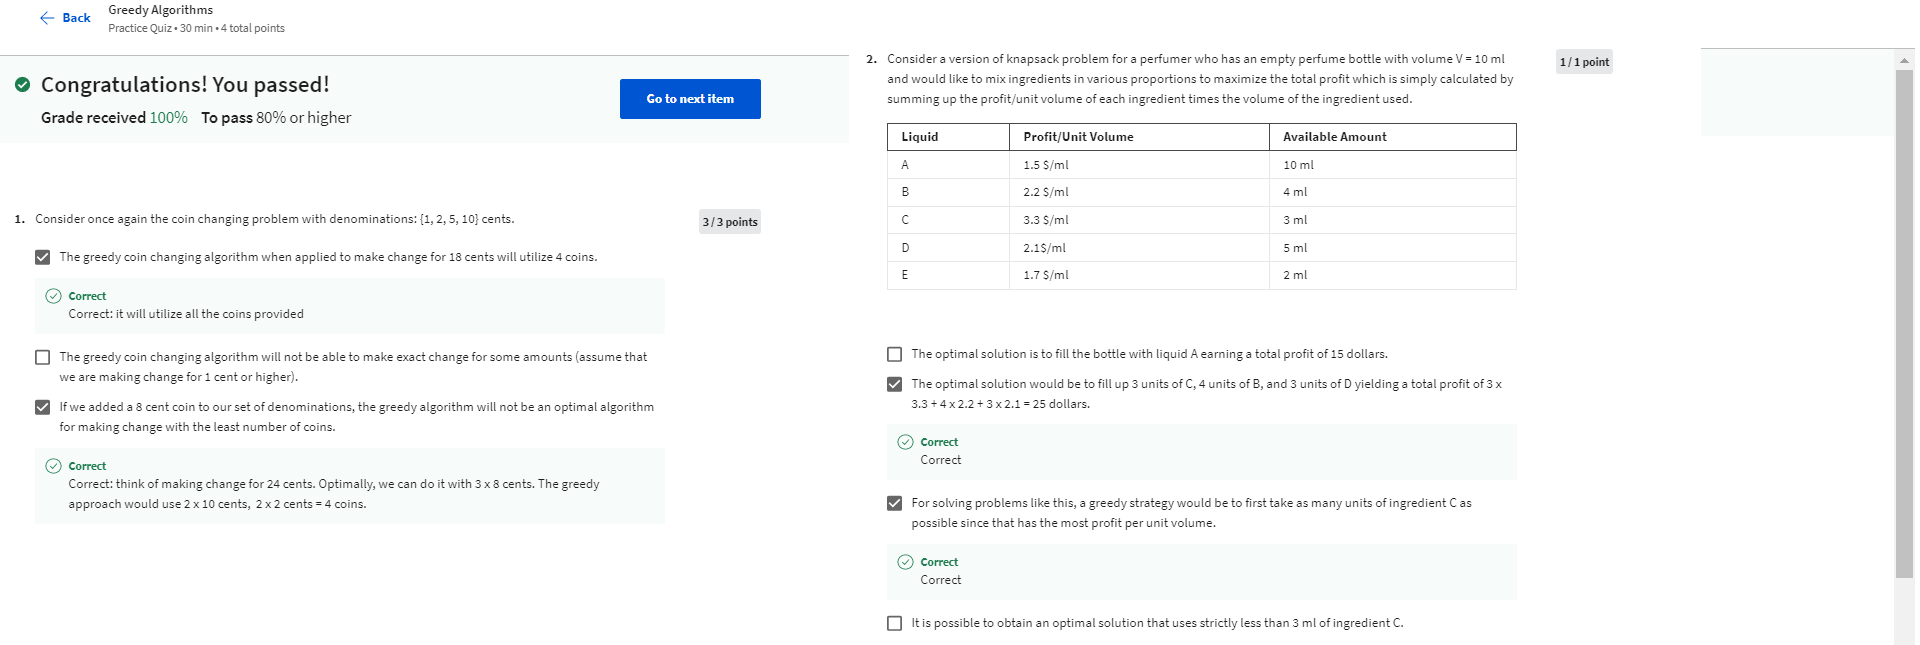 Back
Greedy Algorithms
Practice Quiz • 30 min • 4 total points
Congratulations! You passed!
Grade received 100% To pass 80% or higher
Go to next item
1. Consider once again the coin changing problem with denominations: {1, 2, 5, 10} cents.
3 / 3 points
The greedy coin changing algorithm when applied to make change for 18 cents will utilize 4 coins.
Correct
Correct: it will utilize all the coins provided
The greedy coin changing algorithm will not be able to make exact change for some amounts (assume that
we are making change for 1 cent or higher).
If we added a 8 cent coin to our set of denominations, the greedy algorithm will not be an optimal algorithm
for making change with the least number of coins.
Correct
Correct: think of making change for 24 cents. Optimally, we can do it with 3 x 8 cents. The greedy
approach would use 2 x 10 cents, 2 x 2 cents = 4 coins.
2. Consider a version of knapsack problem for a perfumer who has an empty perfume bottle with volume V = 10 ml
and would like to mix ingredients in various proportions to maximize the total profit which is simply calculated by
summing up the profit/unit volume of each ingredient times the volume of the ingredient used.
1 / 1 point
Liquid Profit/Unit Volume Available Amount
A 1.5 $/ml 10 ml
B 2.2 $/ml 4 ml
C 3.3 $/ml 3 ml
D 2.1$/ml 5 ml
E 1.7 $/ml 2 ml
The optimal solution is to fill the bottle with liquid A earning a total profit of 15 dollars.
The optimal solution would be to fill up 3 units of C, 4 units of B, and 3 units of D yielding a total profit of 3 x
3.3 + 4 x 2.2 + 3 x 2.1 = 25 dollars.
Correct
Correct
For solving problems like this, a greedy strategy would be to first take as many units of ingredient C as
possible since that has the most profit per unit volume.
Correct
Correct
It is possible to obtain an optimal solution that uses strictly less than 3 ml of ingredient C.